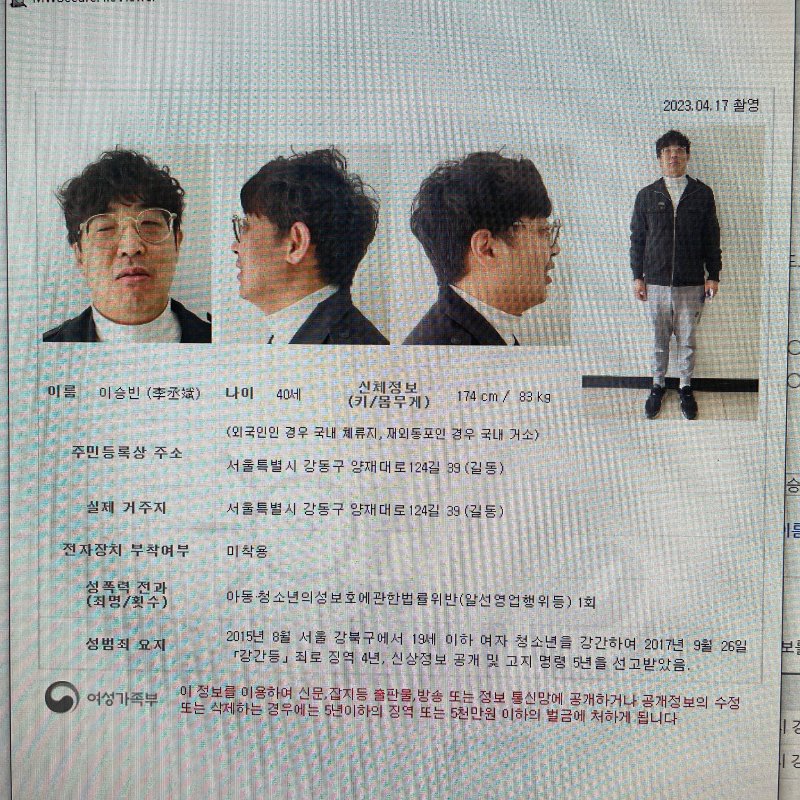 2023.04.17 촬영
이름 이승빈 (李丞斌) 나이 40세 신체정보 (키/몸무게) 174 cm / 83 kg
(외국인인 경우 국내 체류지, 재외동포인 경우 국내 거소)
주민등록상 주소
서울특별시 강동구 양재대로124길 39 (길동)
실제 거주지 서울특별시 강동구 양재대로124길 39 (길동)
전자장치 부착여부 미착용
성폭력 전과
(죄명/횟수)
아동·청소년의성보호에관한법률위반(알선영업행위등) 1회
성범죄 요지
2015년 8월 서울 강북구에서 19세 이하 여자 청소년을 강간하여 2017년 9월 26일
「강간등」 죄로 징역 4년, 신상정보 공개 및 고지 명령 5년을 선고받았음.
여성가족부
이 정보를 이용하여 신문,잡지등 출판물,방송 또는 정보 통신망에 공개하거나 공개정보의 수정
또는 삭제하는 경우에는 5년이하의 징역 또는 5천만원 이하의 벌금에 처하게 됩니다